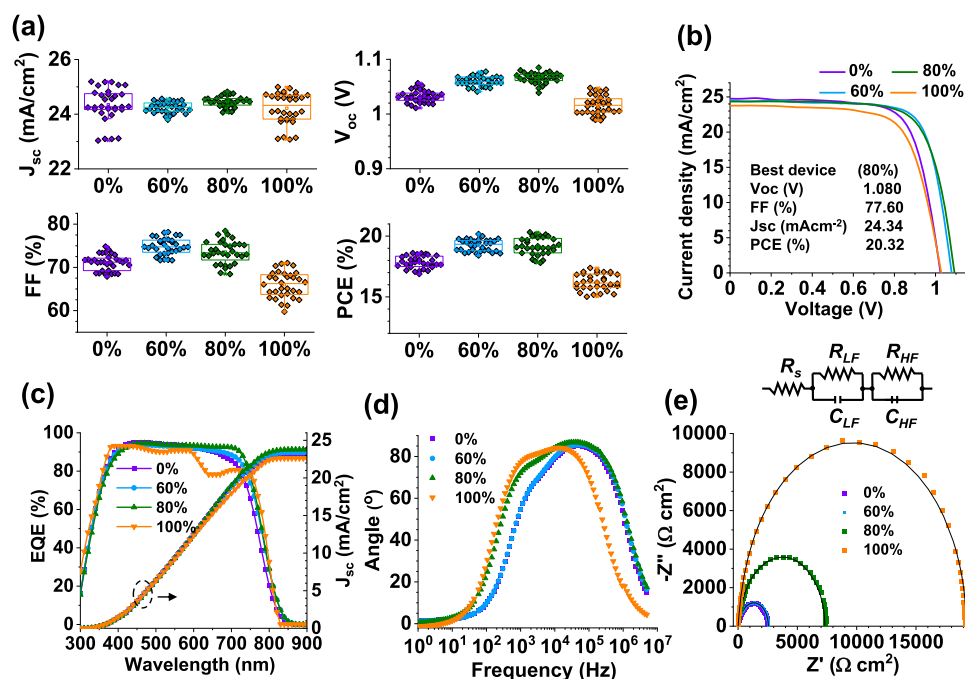 (a)
26
24
22
J_sc (mA/cm²)
0% 60% 80% 100%
1.1
1
0.9
V_oc (V)
0% 60% 80% 100%
80
70
60
FF (%)
0% 60% 80% 100%
20
15
PCE (%)
0% 60% 80% 100%
(b)
0% 80%
60% 100%
30
25
20
15
10
5
0
Current density (mA/cm²)
Best device (80%)
Voc (V) 1.080
FF (%) 77.60
Jsc (mAcm⁻²) 24.34
PCE (%) 20.32
0 0.2 0.4 0.6 0.8 1
Voltage (V)
(c)
100
80
60
40
20
0
EQE (%)
0%
60%
80%
100%
25
20
15
10
5
0
J_sc (mA/cm²)
300 400 500 600 700 800 900
Wavelength (nm)
(d)
100
80
60
40
20
0
Angle (º)
0%
60%
80%
100%
10⁰ 10¹ 10² 10³ 10⁴ 10⁵ 10⁶ 10⁷
Frequency (Hz)
(e)
R_s R_LF R_HF
C_LF C_HF
10000
8000
6000
4000
2000
0
-Z'' (Ω cm²)
0%
60%
80%
100%
0 5000 10000 15000
Z' (Ω cm²)